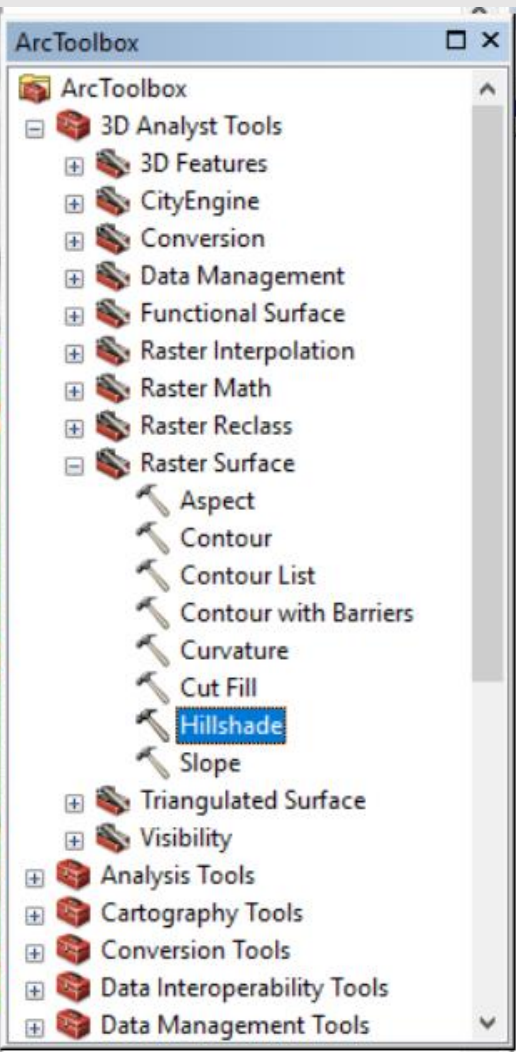 ArcToolbox
ArcToolbox
3D Analyst Tools
3D Features
CityEngine
Conversion
Data Management
Functional Surface
Raster Interpolation
Raster Math
Raster Reclass
Raster Surface
Aspect
Contour
Contour List
Contour with Barriers
Curvature
Cut Fill
Hillshade
Slope
Triangulated Surface
Visibility
Analysis Tools
Cartography Tools
Conversion Tools
Data Interoperability Tools
Data Management Tools